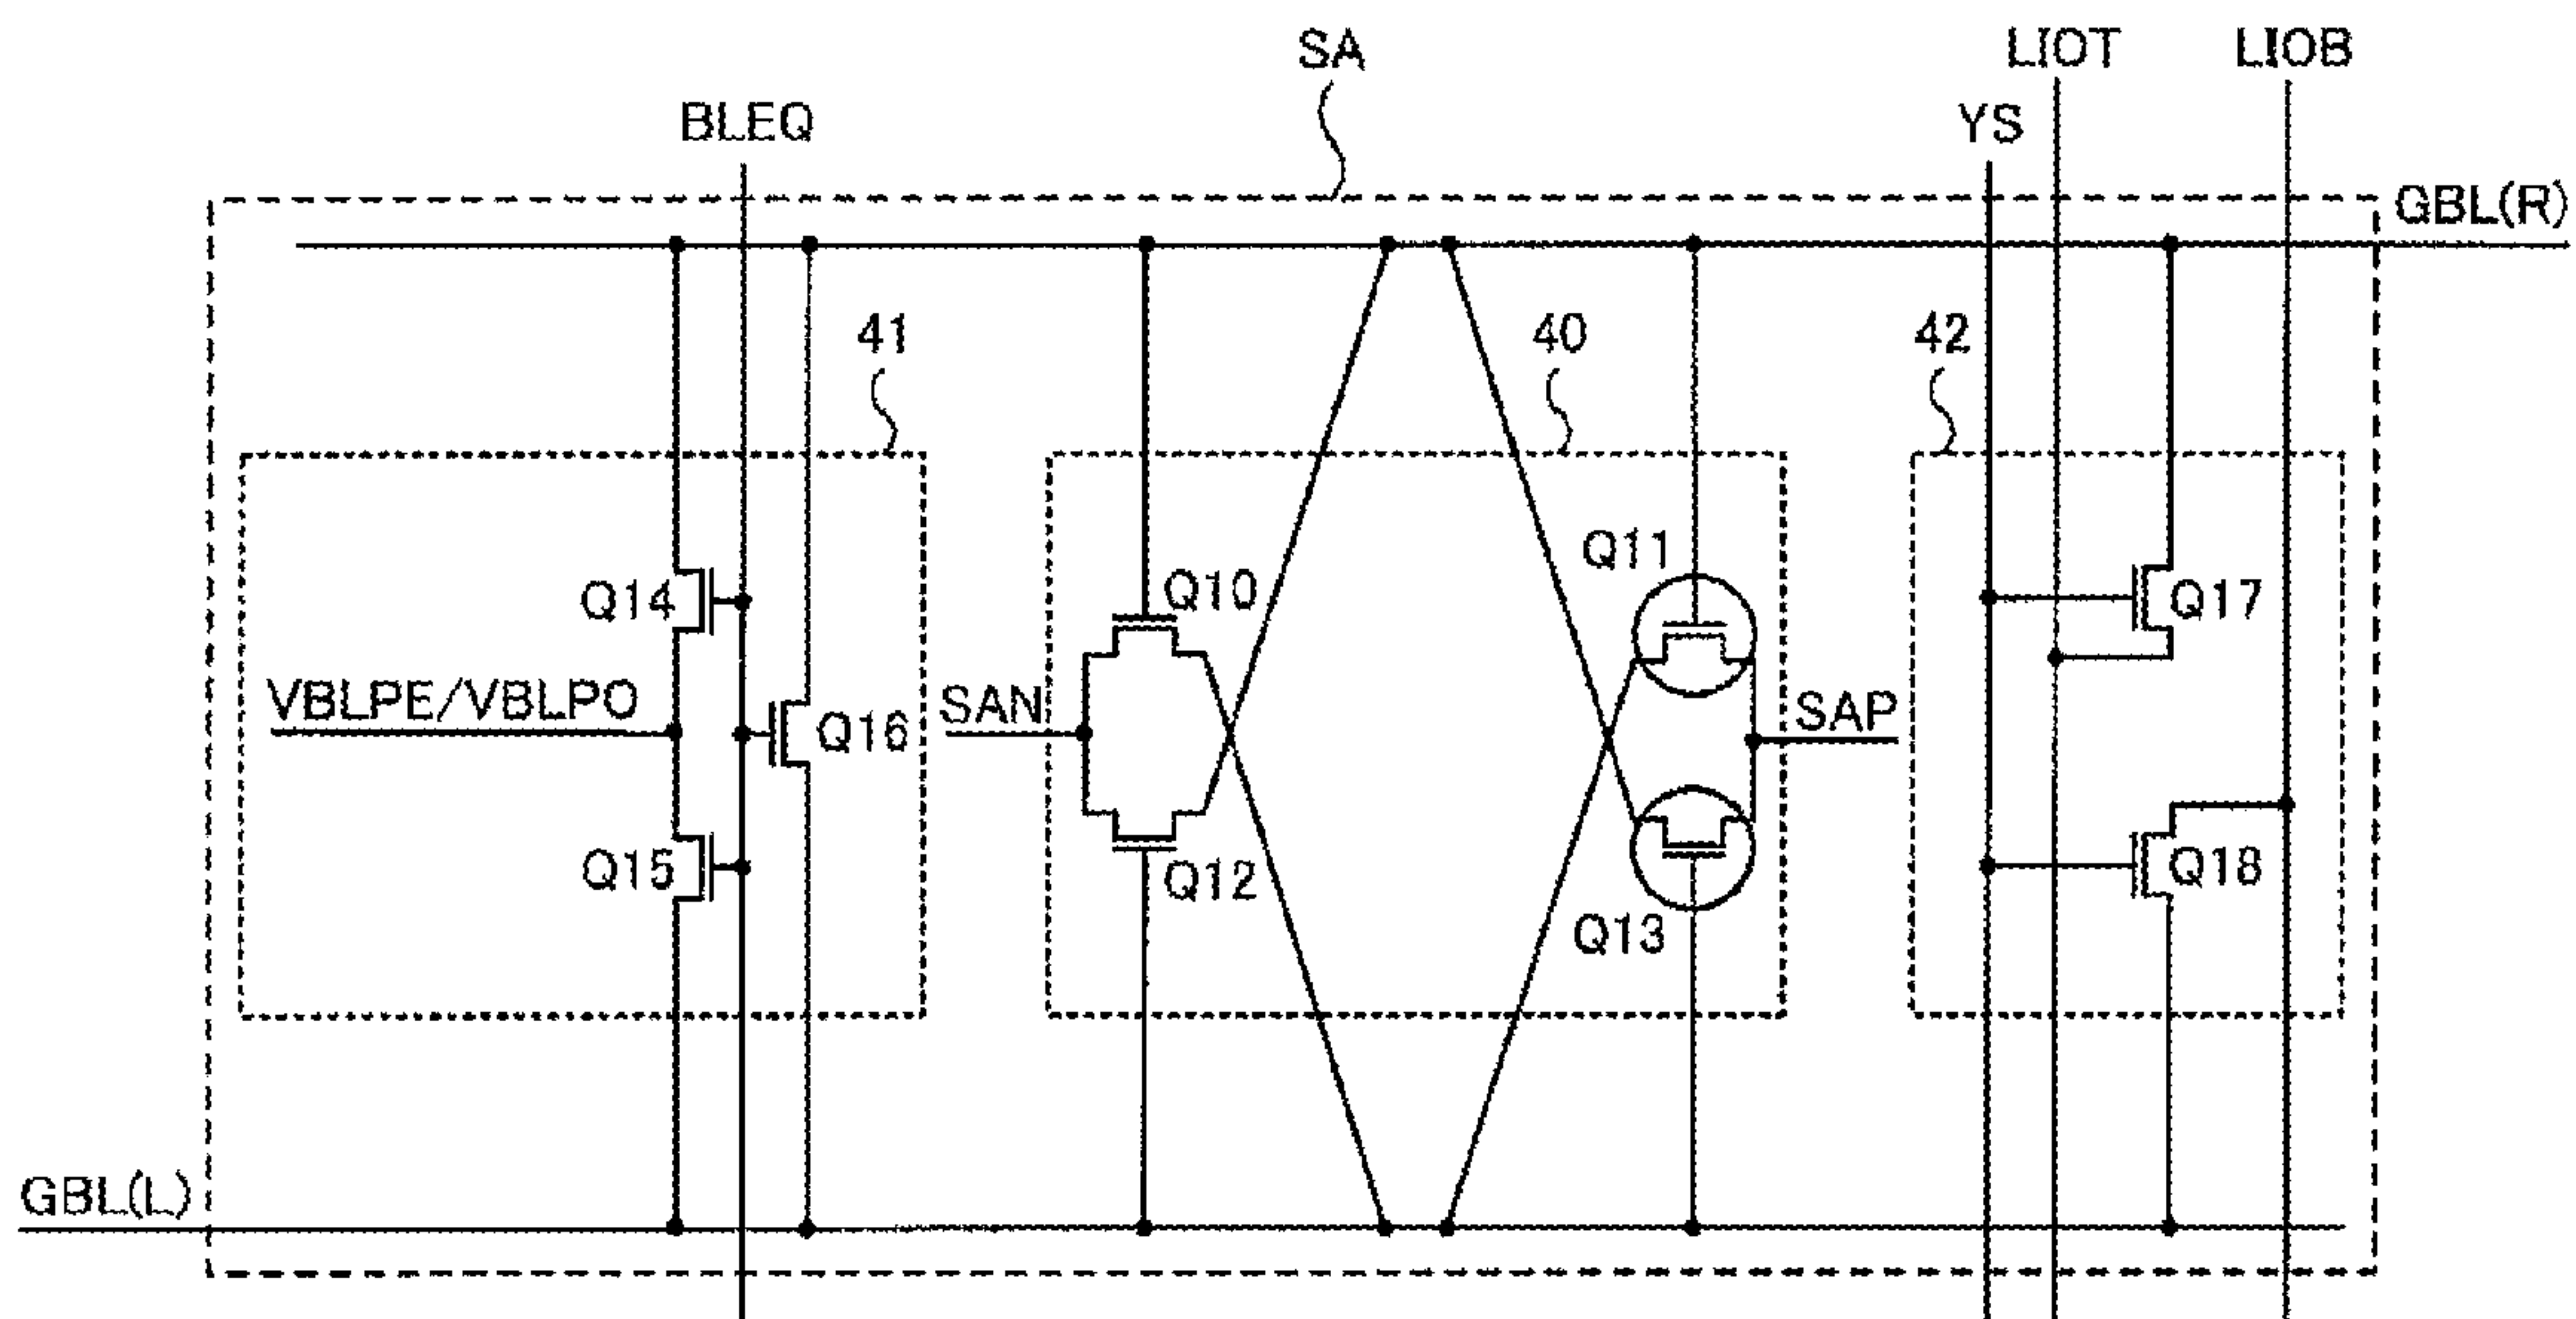 SA
LIOT
LIOB
BLEQ
YS
GBL(R)
41
40
42
Q11
Q14
Q10
Q17
VBLPE/VBLPO
Q16
SAN
SAP
Q15
Q12
Q18
Q13
GBL(L)